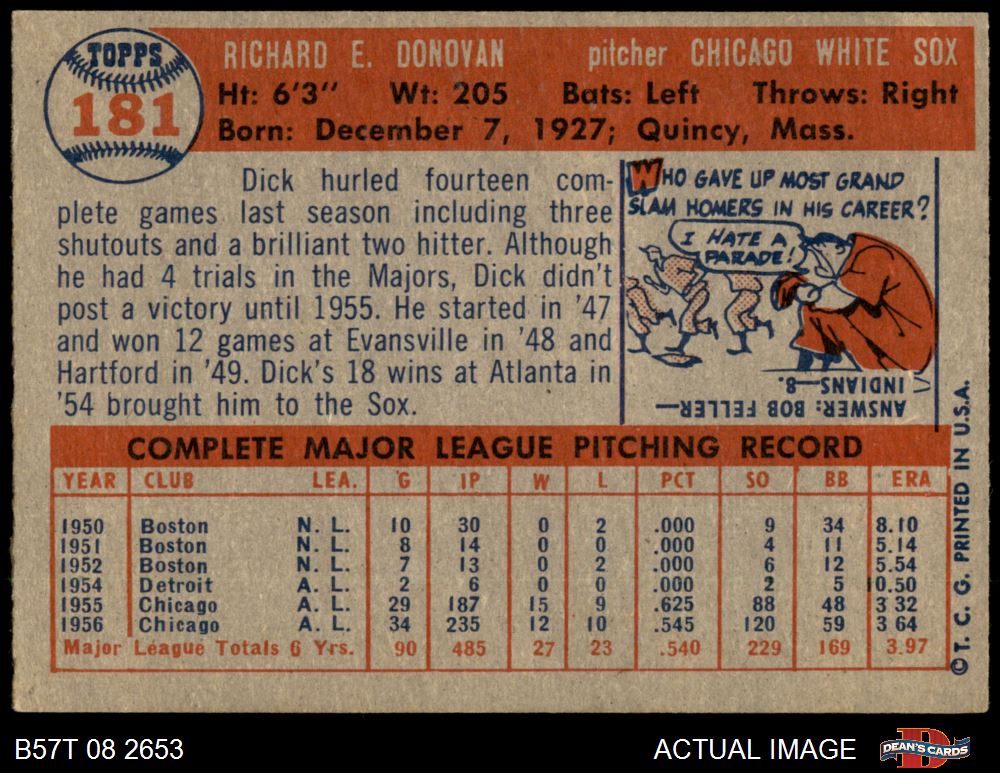 TOPPS
181
RICHARD E. DONOVAN pitcher CHICAGO WHITE SOX
Ht: 6'3" Wt: 205 Bats: Left Throws: Right
Born: December 7, 1927; Quincy, Mass.
Dick hurled fourteen com-
plete games last season including three
shutouts and a brilliant two hitter. Although
he had 4 trials in the Majors, Dick didn't
post a victory until 1955. He started in '47
and won 12 games at Evansville in '48 and
Hartford in '49. Dick's 18 wins at Atlanta in
'54 brought him to the Sox.
WHO GAVE UP MOST GRAND
SLAM HOMERS IN HIS CAREER?
I HATE A
PARADE!
ANSWER: BOB FELLER—
INDIANS—8.
COMPLETE MAJOR LEAGUE PITCHING RECORD
YEAR CLUB LEA. G IP W L PCT SO BB ERA
1950 Boston N. L. 10 30 0 2 .000 9 34 8.10
1951 Boston N. L. 8 14 0 0 .000 4 11 5.14
1952 Boston N. L. 7 13 0 2 .000 6 12 5.54
1954 Detroit A. L. 2 6 0 0 .000 2 5 10.50
1955 Chicago A. L. 29 187 15 9 .625 88 48 3 32
1956 Chicago A. L. 34 235 12 10 .545 120 59 3 64
Major League Totals 6 Yrs. 90 485 27 23 .540 229 169 3.97
© T. C. G. PRINTED IN U.S.A.
B57T 08 2653 ACTUAL IMAGE
D
DEAN'S CARDS